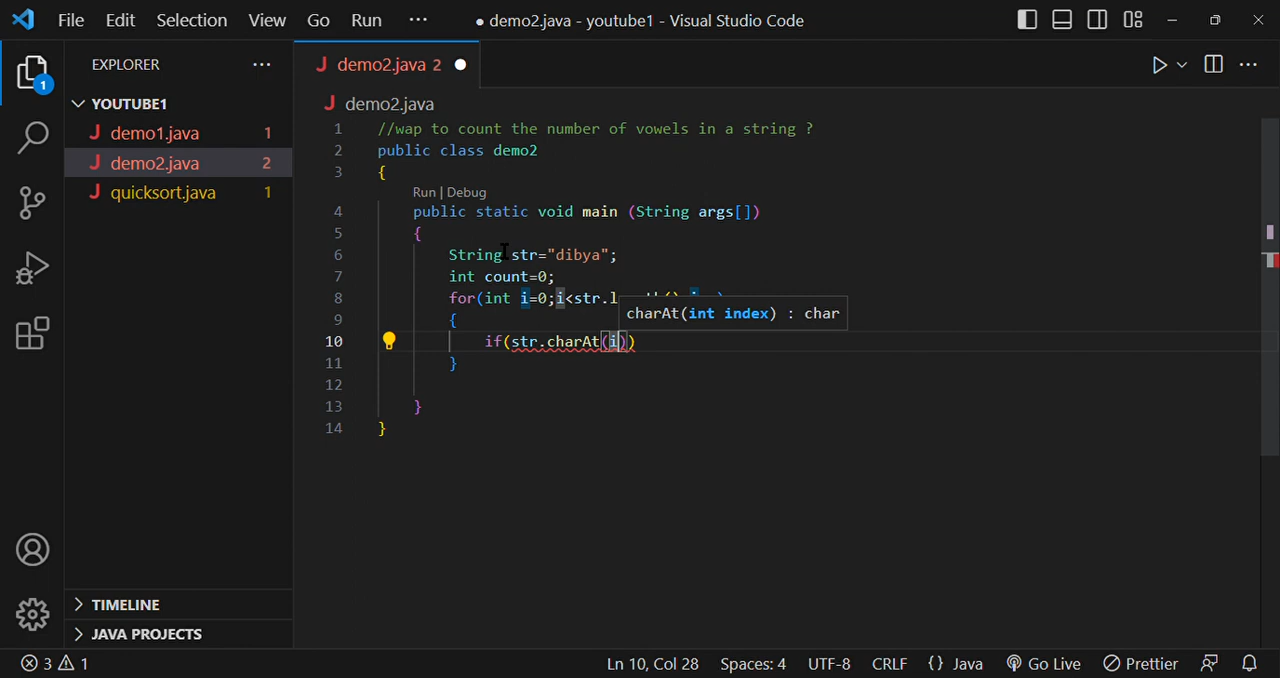 File Edit Selection View Go Run ··· ● demo2.java - youtube1 - Visual Studio Code
EXPLORER ···
YOUTUBE1
J demo1.java 1
J demo2.java 2
J quicksort.java 1
TIMELINE
JAVA PROJECTS
1
J demo2.java 2 ●
J demo2.java
1 //wap to count the number of vowels in a string ?
2 public class demo2
3 {
Run | Debug
4 public static void main (String args[])
5 {
6 String str="dibya";
7 int count=0;
8 for(int i=0;i<str.l
charAt(int index) : char
9 {
10 if(str.charAt(i))
11 }
12
13 }
14 }
3 1 Ln 10, Col 28 Spaces: 4 UTF-8 CRLF {} Java Go Live Prettier